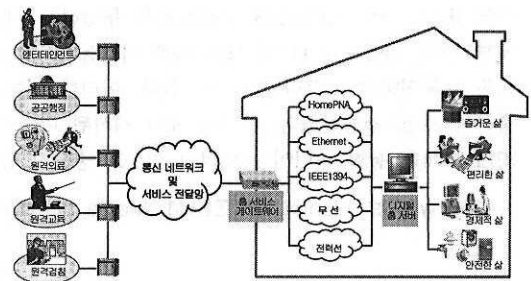 엔터테인먼트
공공행정
원격의료
원격교육
원격검침
통신 네트워크
및
서비스 전달망
홈 서비스
게이트웨이
HomePNA
Ethernet
IEEE1394
무 선
전력선
디지털
홈 서버
즐거운 삶
편리한 삶
경제적 삶
안전한 삶